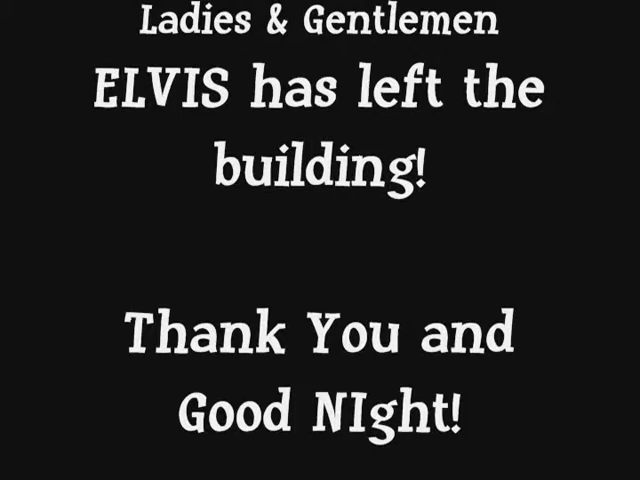 Ladies & Gentlemen
ELVIS has left the
building!
Thank You and
Good NIght!